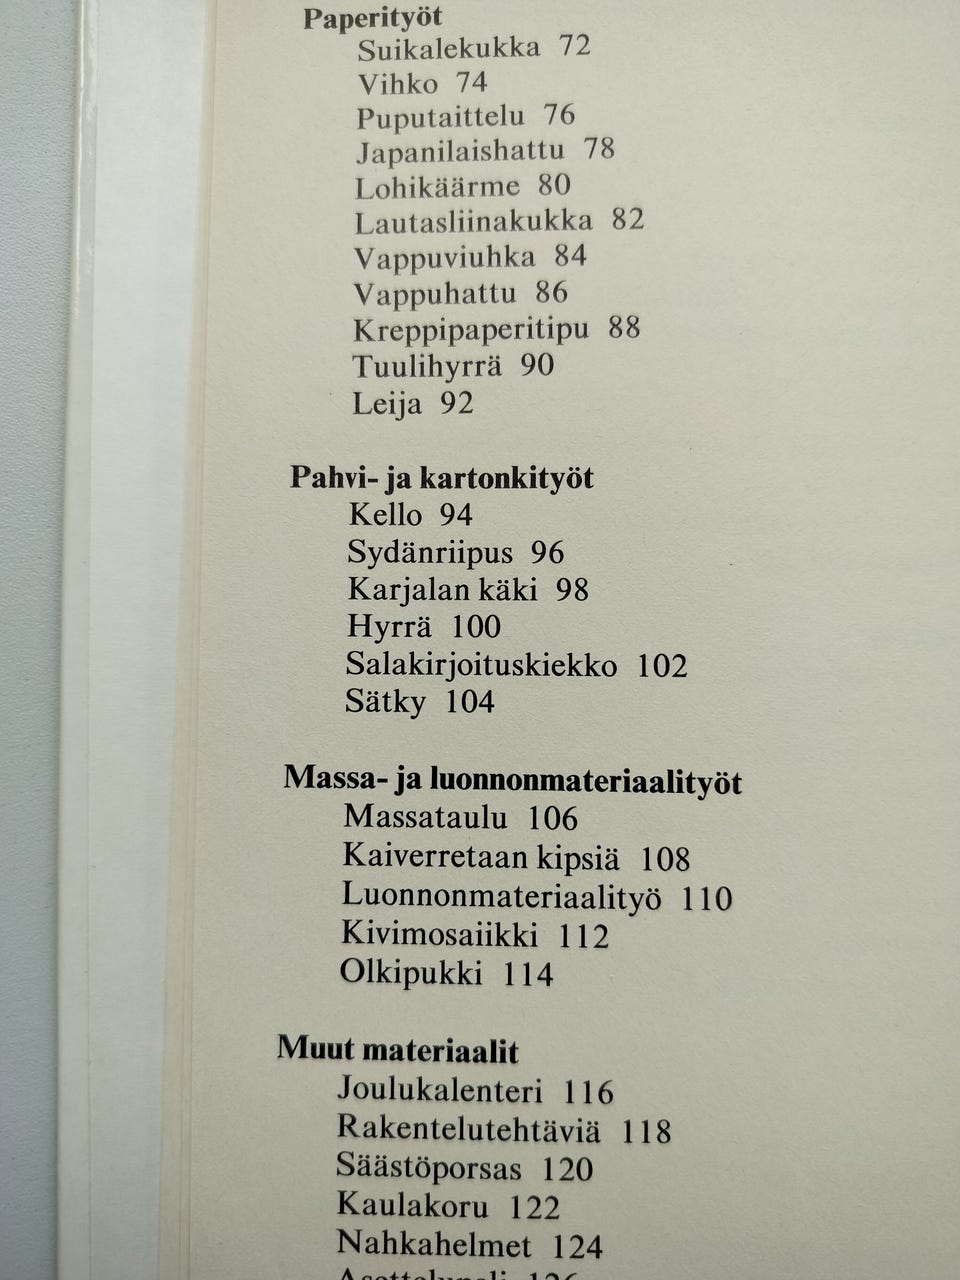 Paperityöt
Suikalekukka 72
Vihko 74
Puputaittelu 76
Japanilaishattu 78
Lohikäärme 80
Lautasliinakukka 82
Vappuviuhka 84
Vappuhattu 86
Kreppipaperitipu 88
Tuulihyrrä 90
Leija 92
Pahvi- ja kartonkityöt
Kello 94
Sydänriipus 96
Karjalan käki 98
Hyrrä 100
Salakirjoituskiekko 102
Sätky 104
Massa- ja luonnonmateriaalityöt
Massataulu 106
Kaiverretaan kipsiä 108
Luonnonmateriaalityö 110
Kivimosaiikki 112
Olkipukki 114
Muut materiaalit
Joulukalenteri 116
Rakentelutehtäviä 118
Säästöporsas 120
Kaulakoru 122
Nahkahelmet 124